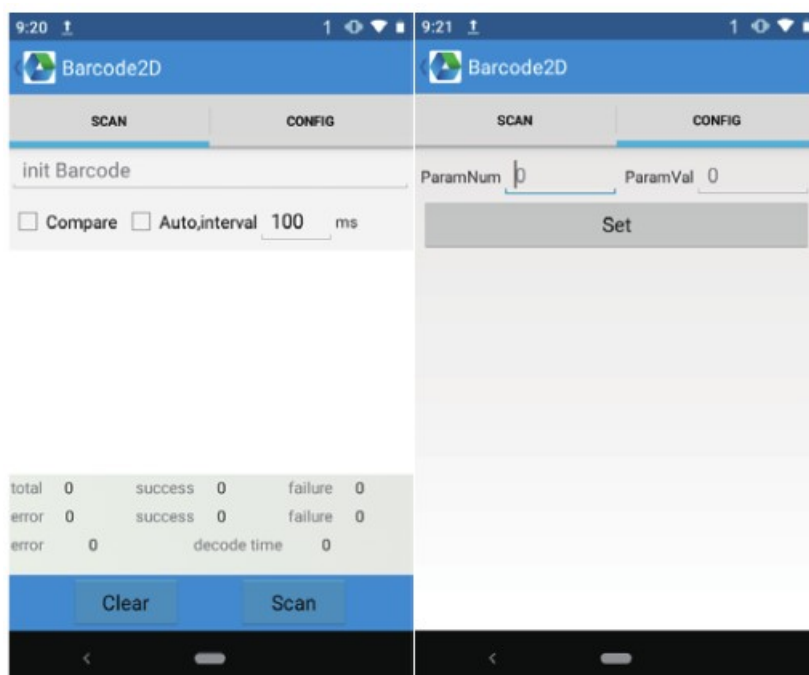 9:20 1
Barcode2D
SCAN CONFIG
init Barcode
Compare Auto,interval 100 ms
total 0 success 0 failure 0
error 0 success 0 failure 0
error 0 decode time 0
Clear Scan
9:21 1
Barcode2D
SCAN CONFIG
ParamNum 0 ParamVal 0
Set